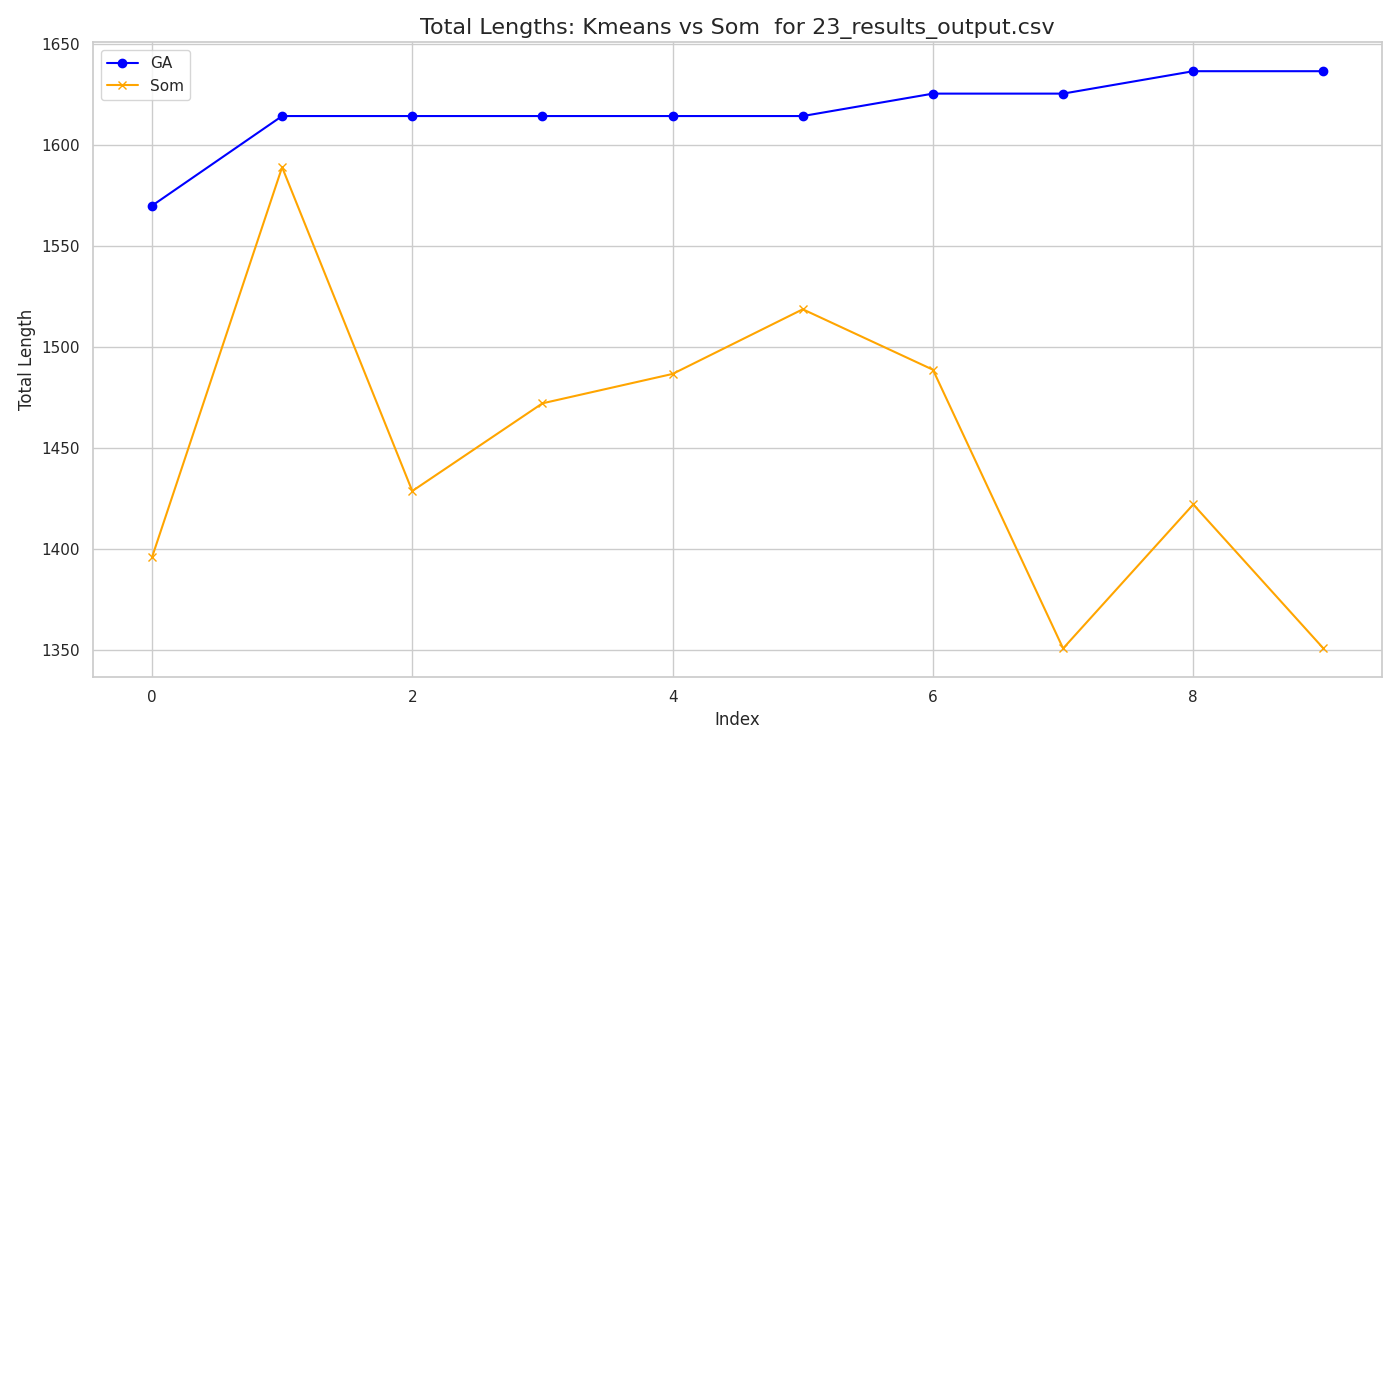 Total Lengths: Kmeans vs Som  for 23_results_output.csv
GA
Som
1650
1600
1550
1500
1450
1400
1350
Total Length
0 2 4 6 8
Index